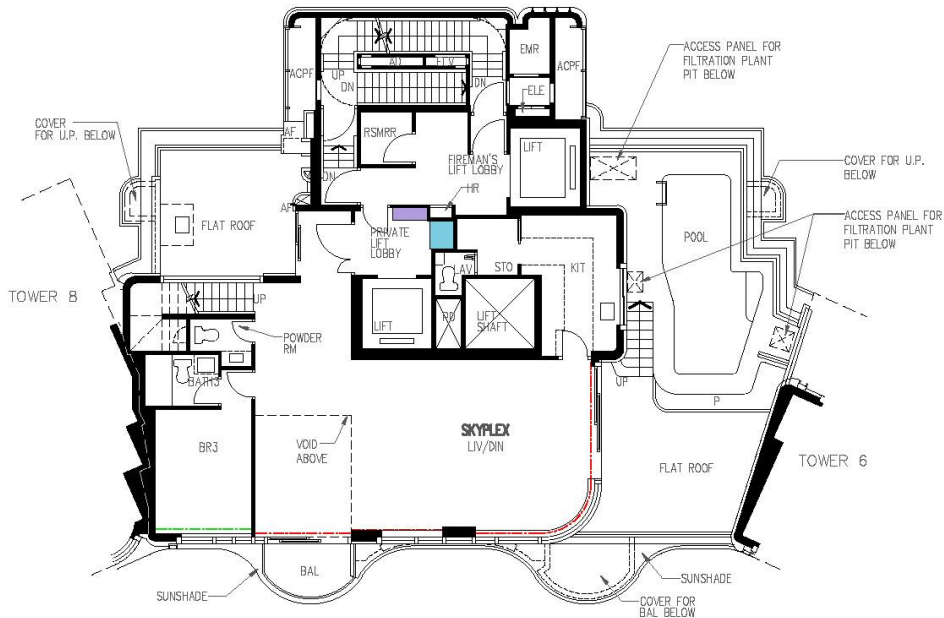 EMR
ACPF
ACPF
UP
AD
ELV
DN
DN
ELE
ACCESS PANEL FOR
FILTRATION PLANT
PIT BELOW
COVER
FOR U.P. BELOW
AF
RSMRR
LIFT
FIREMAN'S
LIFT LOBBY
DN
HR
COVER FOR U.P.
BELOW
AF
FLAT ROOF
PRIVATE
LIFT
LOBBY
ACCESS PANEL FOR
FILTRATION PLANT
PIT BELOW
POOL
LAV
STO
KIT
TOWER 8
UP
LIFT
RD
LIFT
SHAFT
POWDER
RM
BATH3
UP
P
SKYPLEX
LIV/DIN
BR3
VOID
ABOVE
FLAT ROOF
TOWER 6
BAL
SUNSHADE
SUNSHADE
COVER FOR
BAL BELOW